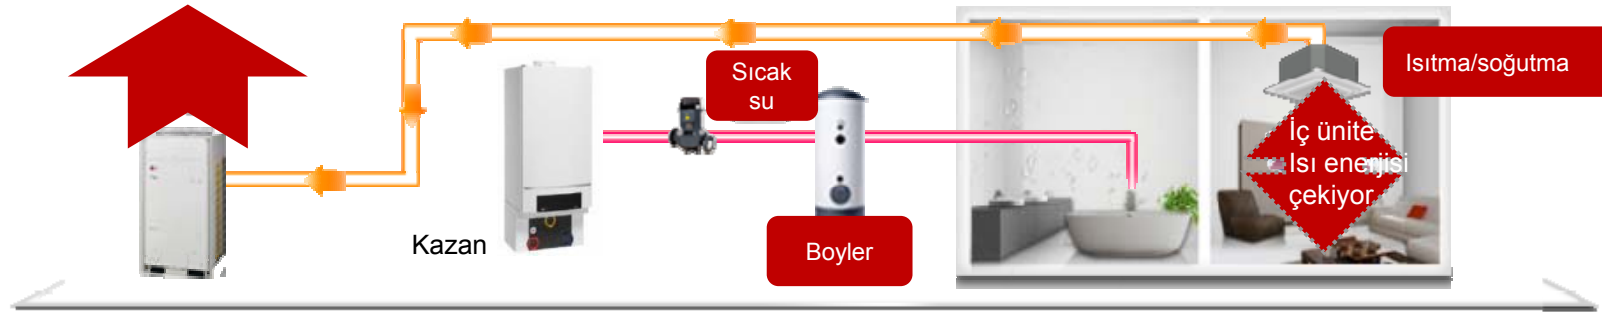 Sıcak
su
Isıtma/soğutma
İç ünite
Isı enerjisi
çekiyor
Kazan
Boyler